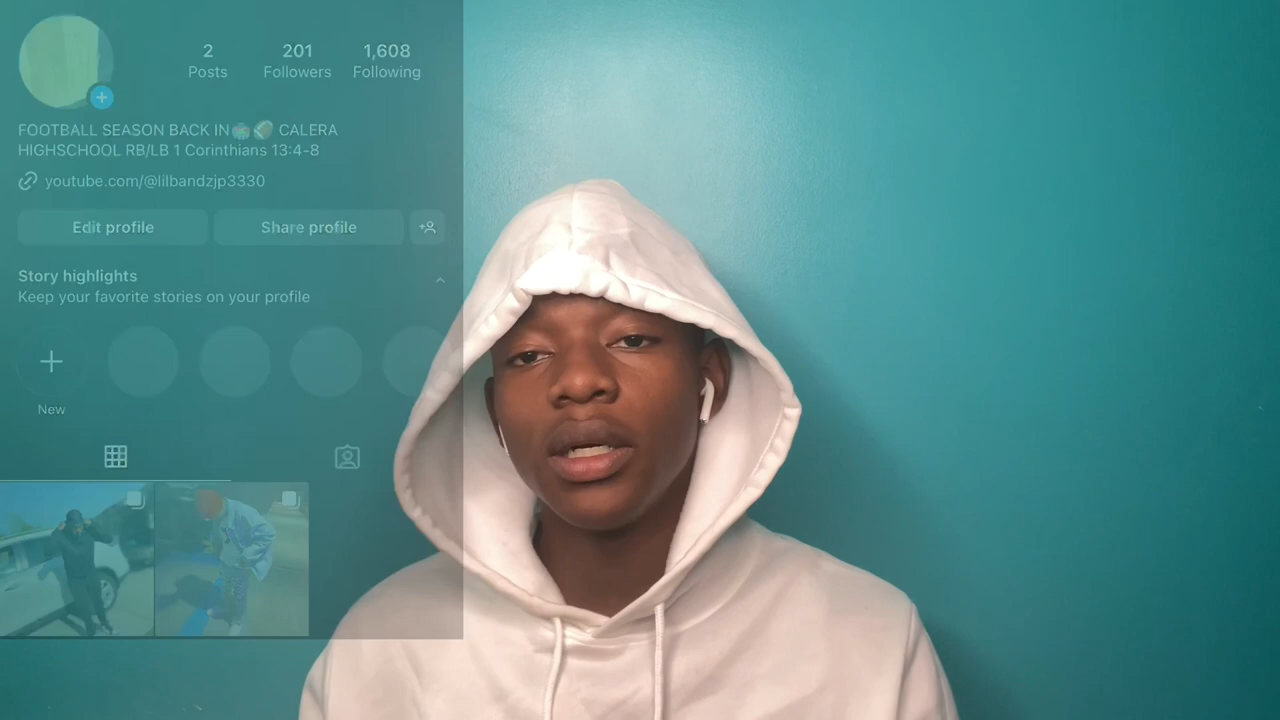 2 201 1,608
Posts Followers Following
FOOTBALL SEASON BACK IN🏟️🏈 CALERA
HIGHSCHOOL RB/LB 1 Corinthians 13:4-8
youtube.com/@lilbandzjp3330
Edit profile Share profile
Story highlights
Keep your favorite stories on your profile
New